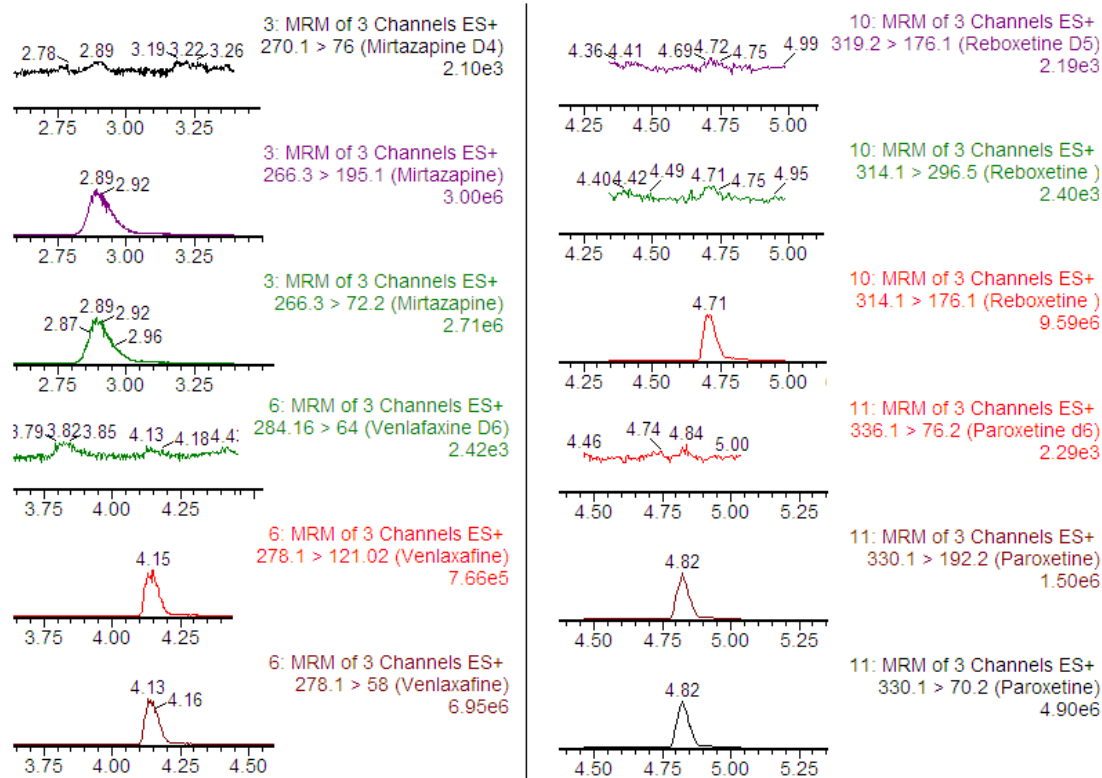 3: MRM of 3 Channels ES+
2.78 2.89 3.19 3.22 3.26
270.1 > 76 (Mirtazapine D4)
2.10e3
2.75 3.00 3.25
3: MRM of 3 Channels ES+
2.89
2.92
266.3 > 195.1 (Mirtazapine)
3.00e6
2.75 3.00 3.25
3: MRM of 3 Channels ES+
2.89
2.87 2.92
2.96
266.3 > 72.2 (Mirtazapine)
2.71e6
2.75 3.00 3.25
6: MRM of 3 Channels ES+
3.79 3.82 3.85 4.13 4.18 4.4
284.16 > 64 (Venlafaxine D6)
2.42e3
3.75 4.00 4.25
6: MRM of 3 Channels ES+
278.1 > 121.02 (Venlaxafine)
4.15
7.66e5
3.75 4.00 4.25
6: MRM of 3 Channels ES+
278.1 > 58 (Venlaxafine)
4.13
4.16
6.95e6
3.75 4.00 4.25 4.50
10: MRM of 3 Channels ES+
4.36 4.41 4.69 4.72 4.75 4.99
319.2 > 176.1 (Reboxetine D5)
2.19e3
4.25 4.50 4.75 5.00
10: MRM of 3 Channels ES+
4.40 4.42 4.49 4.71 4.75 4.95
314.1 > 296.5 (Reboxetine )
2.40e3
4.25 4.50 4.75 5.00
10: MRM of 3 Channels ES+
4.71
314.1 > 176.1 (Reboxetine )
9.59e6
4.25 4.50 4.75 5.00
11: MRM of 3 Channels ES+
4.46 4.74 4.84 5.00
336.1 > 76.2 (Paroxetine d6)
2.29e3
4.50 4.75 5.00 5.25
11: MRM of 3 Channels ES+
330.1 > 192.2 (Paroxetine)
4.82
1.50e6
4.50 4.75 5.00 5.25
11: MRM of 3 Channels ES+
330.1 > 70.2 (Paroxetine)
4.82
4.90e6
4.50 4.75 5.00 5.25